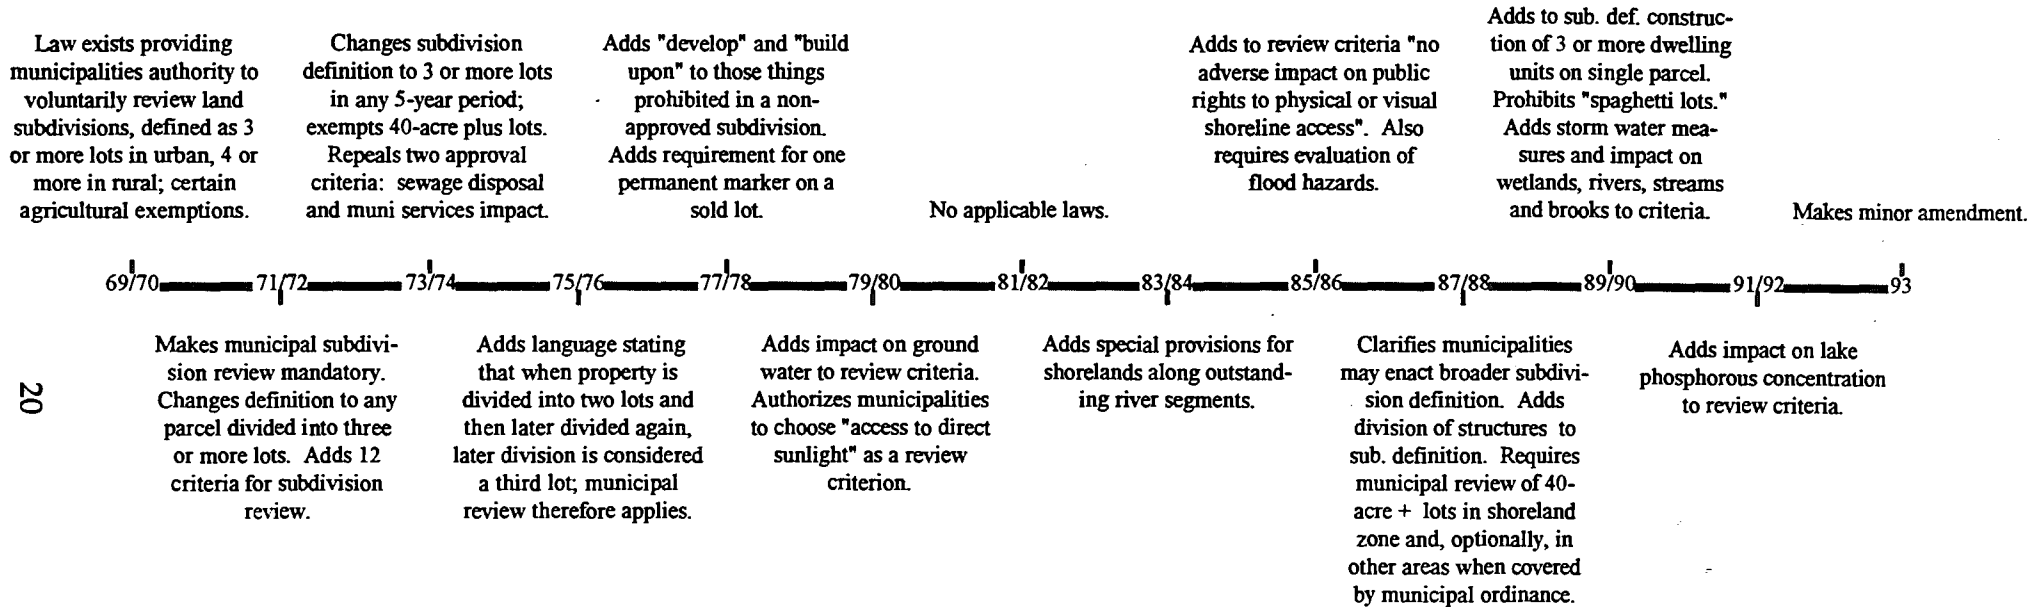 Law exists providing
municipalities authority to
voluntarily review land
subdivisions, defined as 3
or more lots in urban, 4 or
more in rural; certain
agricultural exemptions.
Changes subdivision
definition to 3 or more lots
in any 5-year period;
exempts 40-acre plus lots.
Repeals two approval
criteria: sewage disposal
and muni services impact.
Adds "develop" and "build
upon" to those things
prohibited in a non-
approved subdivision.
Adds requirement for one
permanent marker on a
sold lot.
No applicable laws.
Adds to review criteria "no
adverse impact on public
rights to physical or visual
shoreline access". Also
requires evaluation of
flood hazards.
Adds to sub. def. construc-
tion of 3 or more dwelling
units on single parcel.
Prohibits "spaghetti lots."
Adds storm water mea-
sures and impact on
wetlands, rivers, streams
and brooks to criteria.
Makes minor amendment.
69/70 71/72 73/74 75/76 77/78 79/80 81/82 83/84 85/86 87/88 89/90 91/92 93
Makes municipal subdivi-
sion review mandatory.
Changes definition to any
parcel divided into three
or more lots. Adds 12
criteria for subdivision
review.
Adds language stating
that when property is
divided into two lots and
then later divided again,
later division is considered
a third lot; municipal
review therefore applies.
Adds impact on ground
water to review criteria.
Authorizes municipalities
to choose "access to direct
sunlight" as a review
criterion.
Adds special provisions for
shorelands along outstand-
ing river segments.
Clarifies municipalities
may enact broader subdivi-
sion definition. Adds
division of structures to
sub. definition. Requires
municipal review of 40-
acre + lots in shoreland
zone and, optionally, in
other areas when covered
by municipal ordinance.
Adds impact on lake
phosphorous concentration
to review criteria.
20